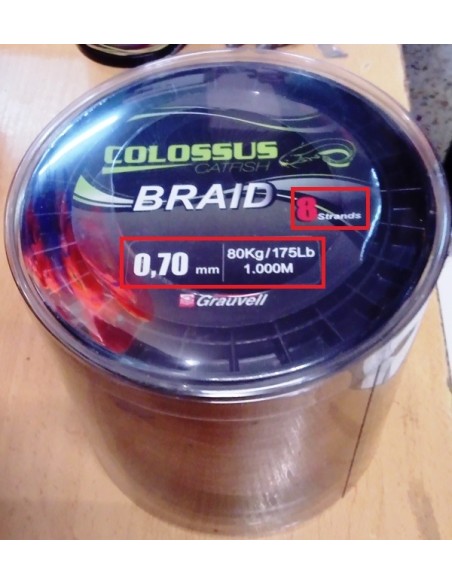 COLOSSUS
CATFISH
BRAID
8 Strands
0,70 mm 80Kg/175Lb
1.000M
Grauvell